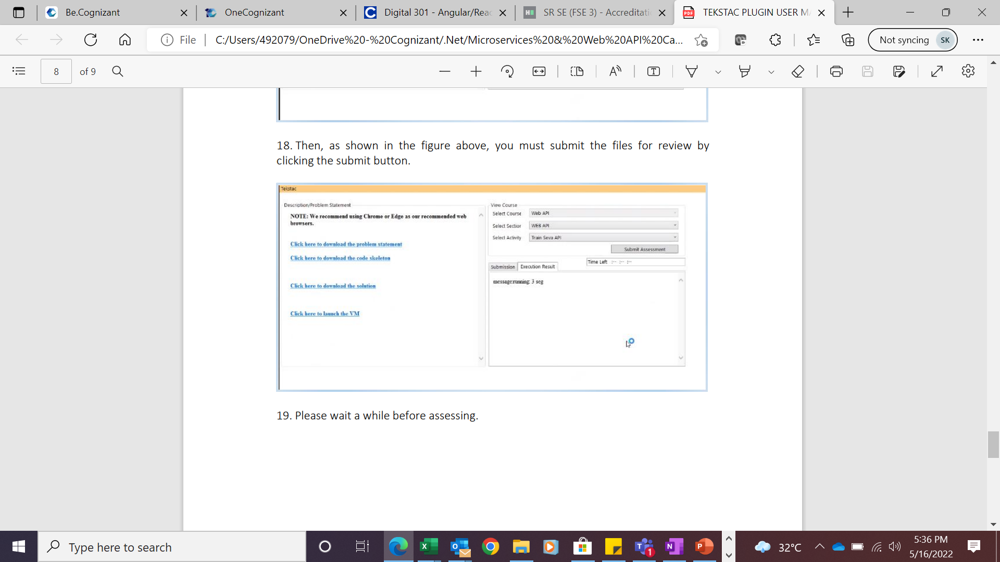 Be.Cognizant
OneCognizant
Digital 301 - Angular/Reac
SR SE (FSE 3) - Accreditati
TEKSTAC PLUGIN USER MA
File
C:/Users/492079/OneDrive%20-%20Cognizant/.Net/Microservices%20&%20Web%20API%20Ca...
Not syncing SK
8 of 9
18. Then, as shown in the figure above, you must submit the files for review by
clicking the submit button.
Tekstac
Description/Problem Statement
NOTE: We recommend using Chrome or Edge as our recommended web
browsers.
Click here to download the problem statement
Click here to download the code skeleton
Click here to download the solution
Click here to launch the VM
View Course
Select Course Web API
Select Section WEB API
Select Activity Train Seva API
Submit Assessment
Time Left :-- :-- :--
Submission Execution Result
message:running: 3 seg
19. Please wait a while before assessing.
Type here to search
1
32°C
5:36 PM
5/16/2022